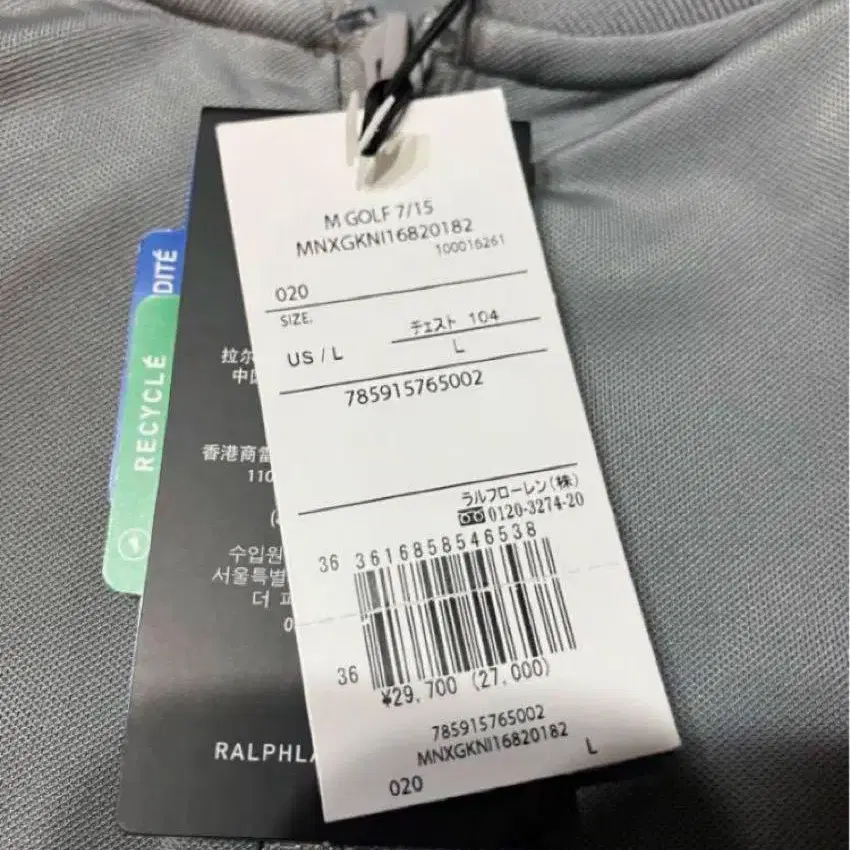 M GOLF 7/15
MNXGKNI16820182
100016261
020
SIZE.
チェスト 104
US / L
L
785915765002
ラルフローレン(株)
0120-3274-20
36 3616858546538
36
¥29,700 (27,000)
785915765002
MNXGKNI16820182
020
L
DITÉ
RECYCLÉ
拉尔
中国
香港商雷
110
수입원
서울특별
더 파
0
RALPHLA